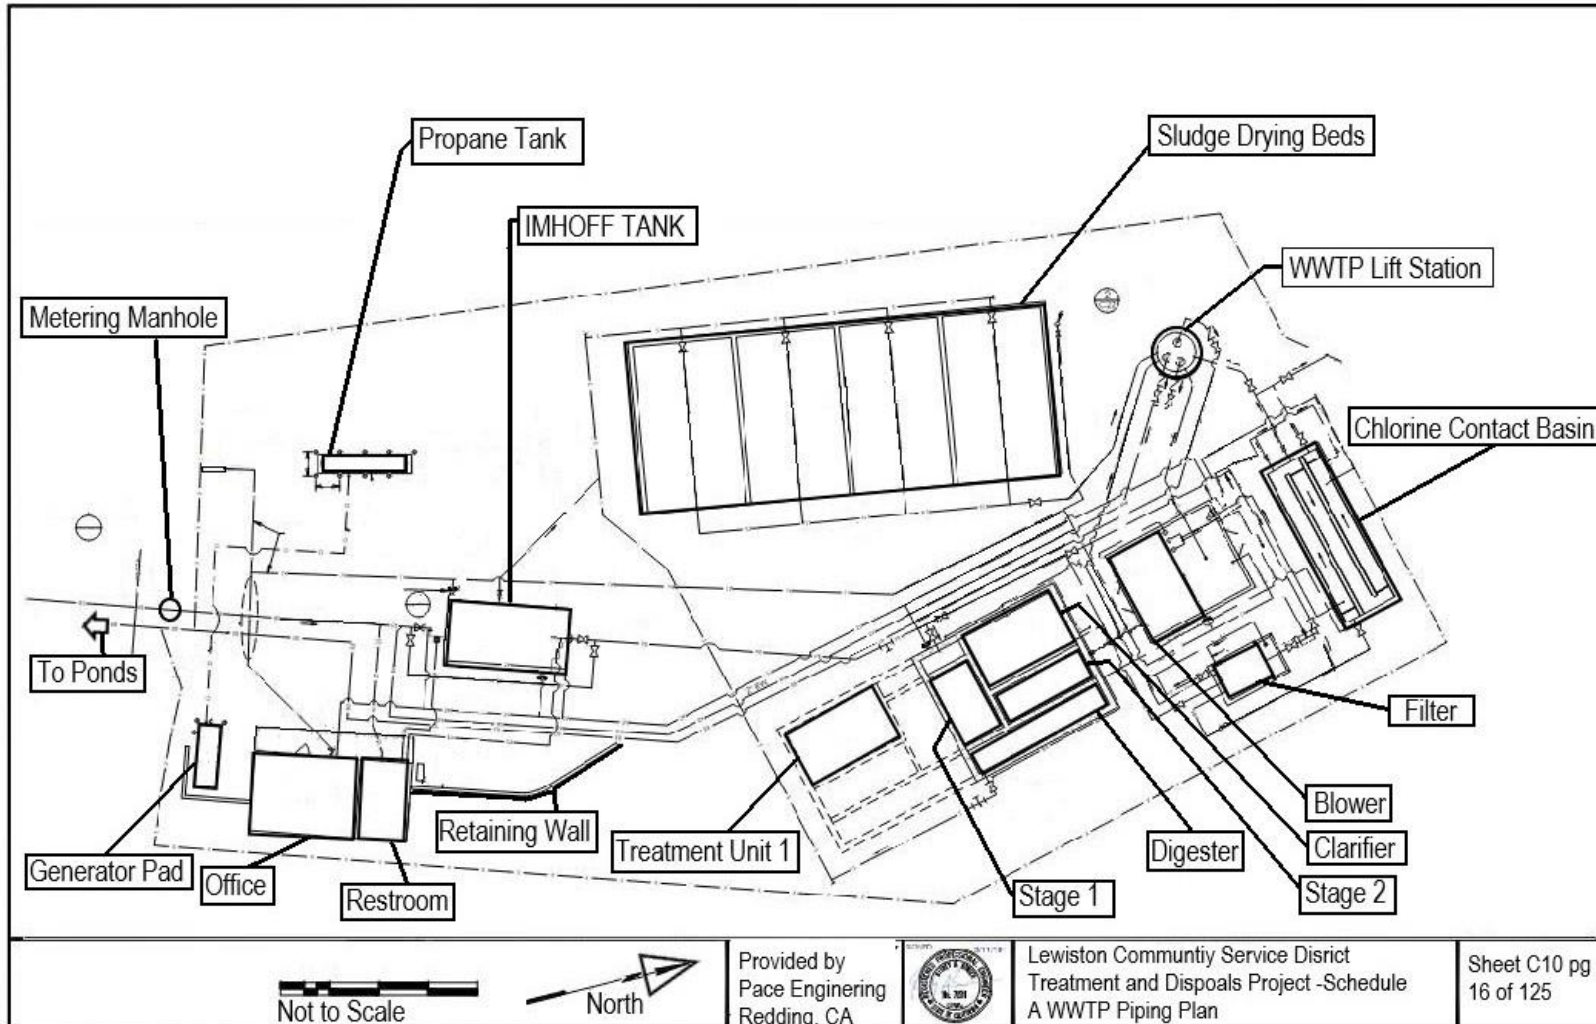 Propane Tank
Sludge Drying Beds
IMHOFF TANK
WWTP Lift Station
Metering Manhole
Chlorine Contact Basin
To Ponds
Filter
Blower
Retaining Wall
Treatment Unit 1
Digester
Clarifier
Generator Pad
Office
Restroom
Stage 1
Stage 2
Not to Scale
North
Provided by
Pace Enginering
Redding, CA
Lewiston Communtiy Service Disrict
Treatment and Dispoals Project -Schedule
A WWTP Piping Plan
Sheet C10 pg
16 of 125